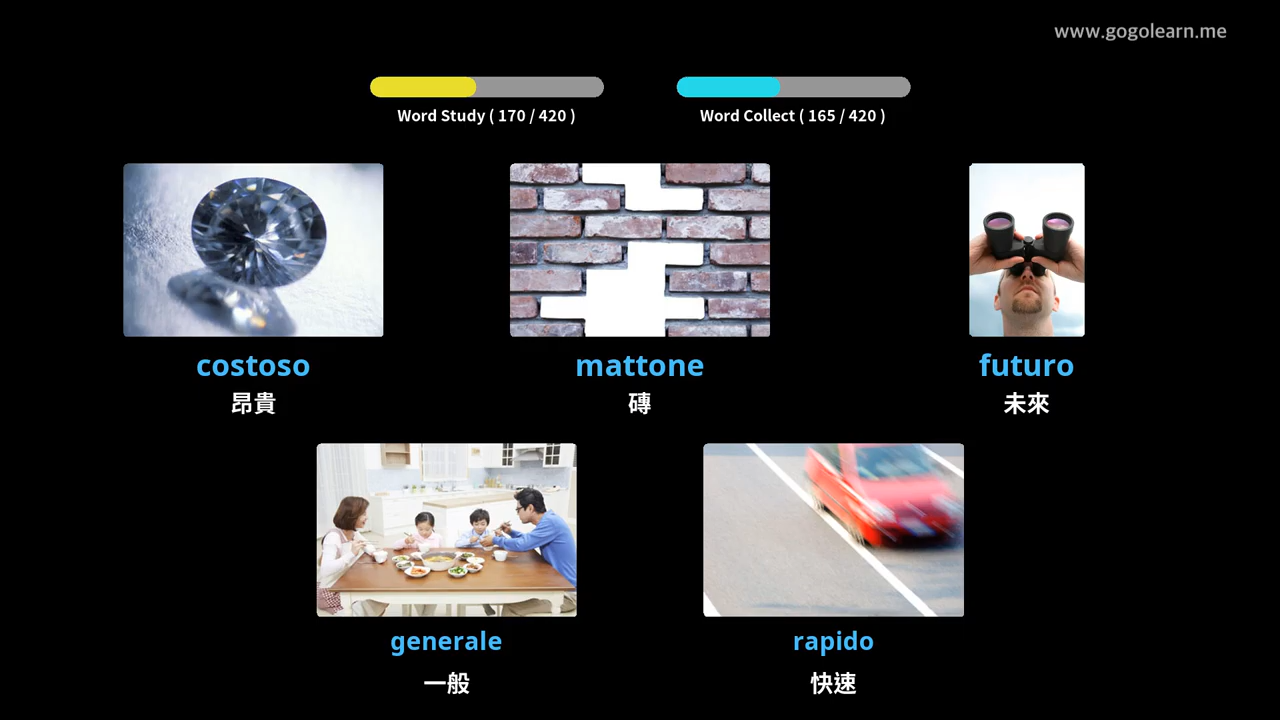 www.gogolearn.me
Word Study ( 170 / 420 )
Word Collect ( 165 / 420 )
costoso
昂貴
mattone
磚
futuro
未來
generale
一般
rapido
快速